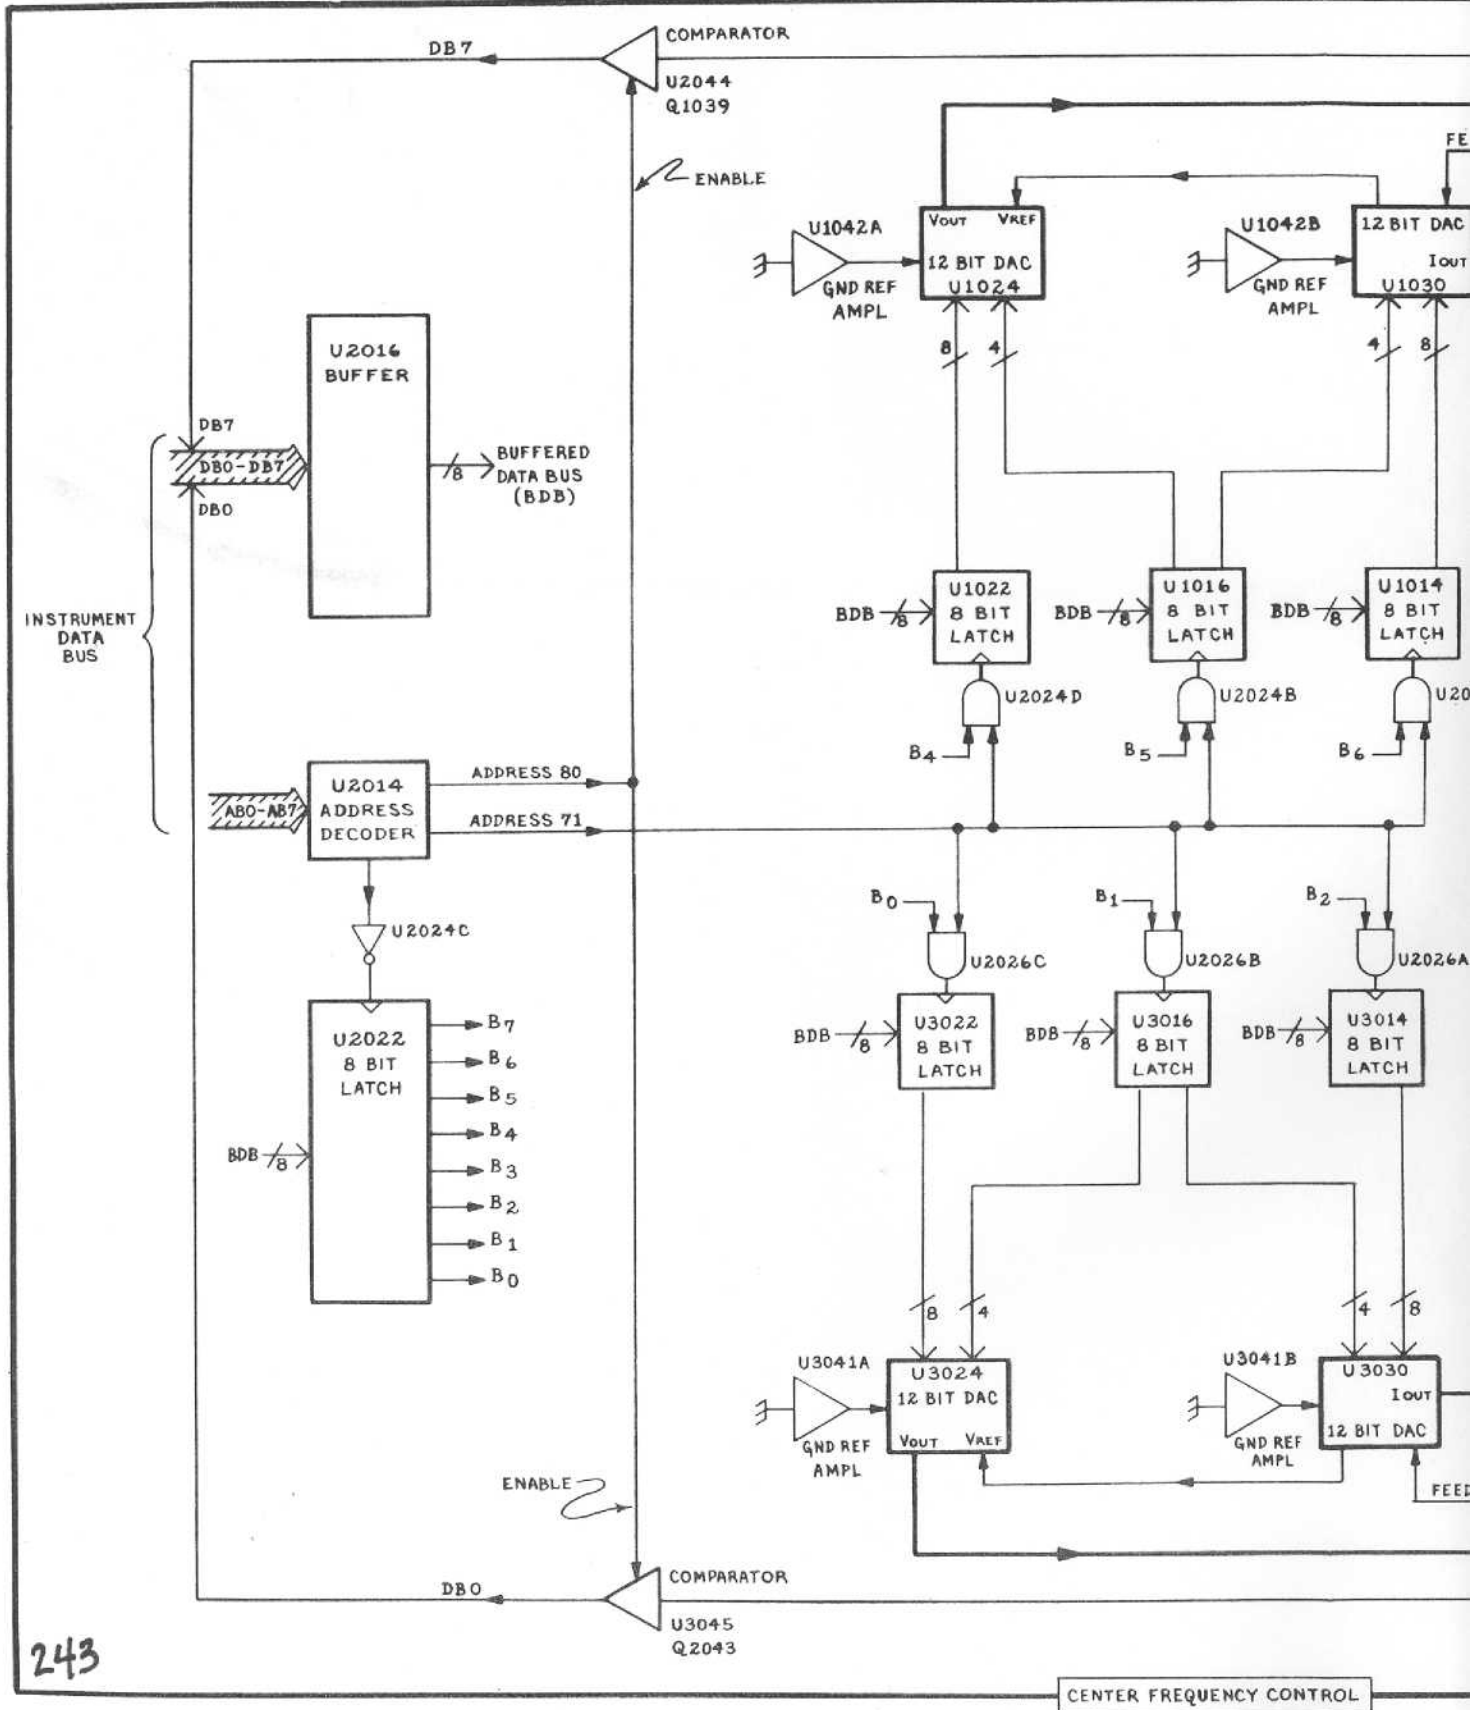 COMPARATOR
DB7
U2044
Q1039
FE
ENABLE
VOUT VREF
12 BIT DAC
U1024
U1042A
GND REF
AMPL
12 BIT DAC
IOUT
U1030
U1042B
GND REF
AMPL
8 4
4 8
U2016
BUFFER
DB7
DB0-DB7
DB0
8
BUFFERED
DATA BUS
(BDB)
INSTRUMENT
DATA
BUS
BDB 8
U1022
8 BIT
LATCH
BDB 8
U1016
8 BIT
LATCH
BDB 8
U1014
8 BIT
LATCH
U2024D
U2024B
U20
B4
B5
B6
AB0-AB7
U2014
ADDRESS
DECODER
ADDRESS 80
ADDRESS 71
U2024C
B0
B1
B2
U2026C
U2026B
U2026A
BDB 8
U3022
8 BIT
LATCH
BDB 8
U3016
8 BIT
LATCH
BDB 8
U3014
8 BIT
LATCH
U2022
8 BIT
LATCH
BDB 8
B7
B6
B5
B4
B3
B2
B1
B0
8 4
4 8
U3041A
GND REF
AMPL
U3024
12 BIT DAC
VOUT VREF
U3041B
GND REF
AMPL
U3030
IOUT
12 BIT DAC
FEED
ENABLE
DB0
COMPARATOR
U3045
Q2043
243
CENTER FREQUENCY CONTROL